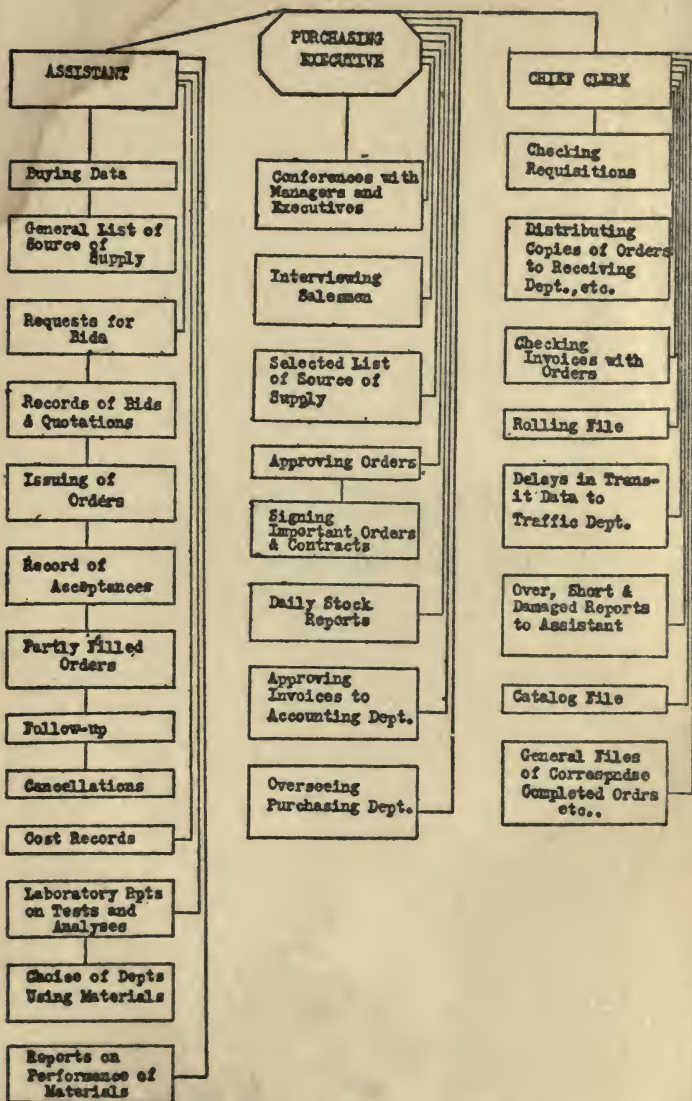 PURCHASING
EXECUTIVE
ASSISTANT
Buying Data
General List of
Source of
Supply
Requests for
Bids
Records of Bids
& Quotations
Issuing of
Orders
Record of
Acceptances
Partly Filled
Orders
Follow-up
Cancellations
Cost Records
Laboratory Rpts
on Tests and
Analyses
Choise of Depts
Using Materials
Reports on
Performance of
Materials
Conferences with
Managers and
Executives
Interviewing
Salesmen
Selected List
of Source of
Supply
Approving Orders
Signing
Important Orders
& Contracts
Daily Stock
Reports
Approving
Invoices to
Accounting Dept.
Overseeing
Purchasing Dept.
CHIEF CLERK
Checking
Requisitions
Distributing
Copies of Orders
to Receiving
Dept., etc.
Checking
Invoices with
Orders
Rolling File
Delays in Trans-
it Data to
Traffic Dept.
Over, Short &
Damaged Reports
to Assistant
Catalog File
General Files
of Correspndse
Completed Ordrs
etc..